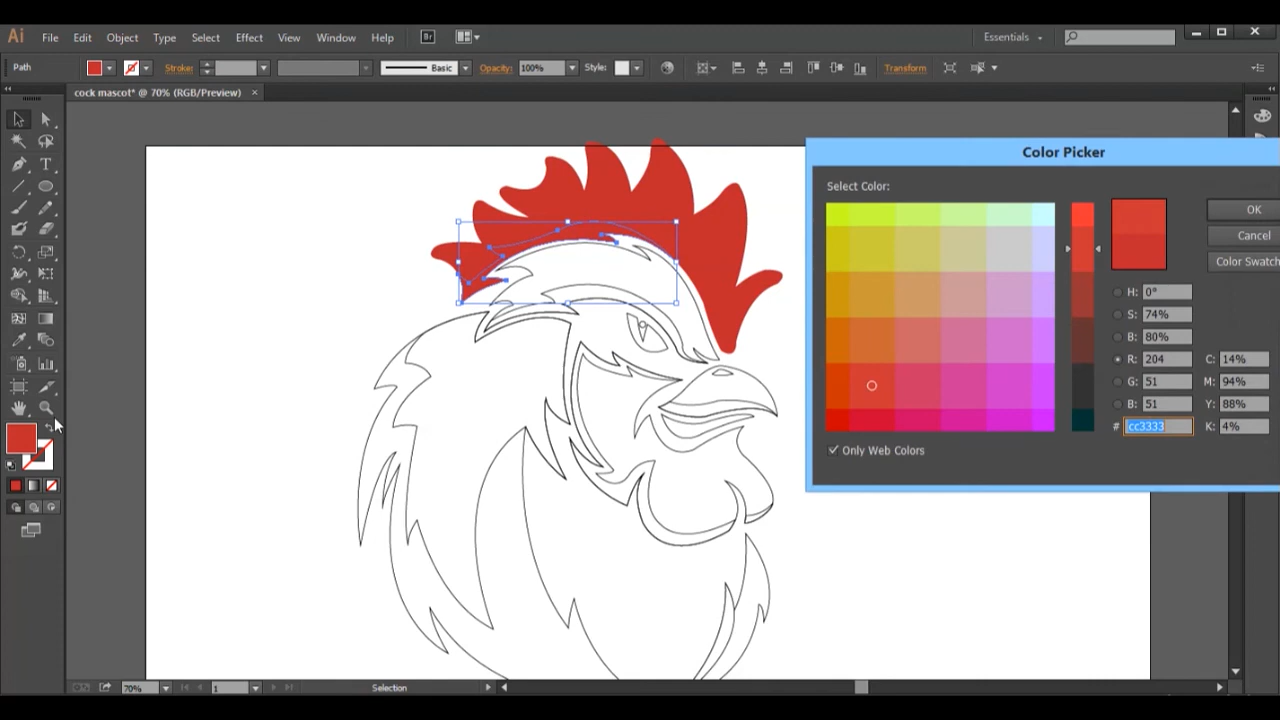 Ai File Edit Object Type Select Effect View Window Help Br Essentials
Path Stroke: Basic Opacity: 100% Style: Transform
cock mascot* @ 70% (RGB/Preview) ×
Color Picker
Select Color:
OK
Cancel
Color Swatch
H: 0°
S: 74%
B: 80%
R: 204 C: 14%
G: 51 M: 94%
B: 51 Y: 88%
# cc3333 K: 4%
Only Web Colors
70% 1 Selection